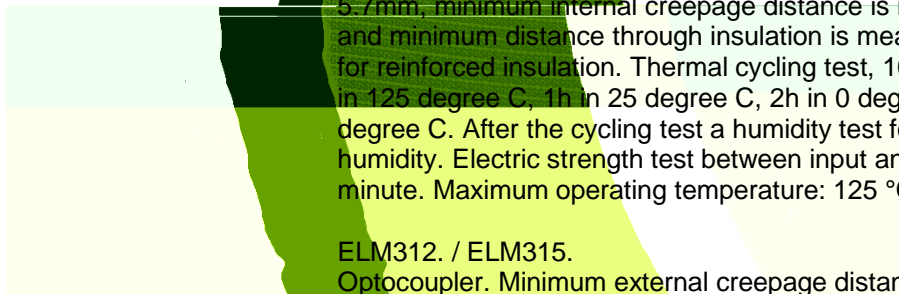 5.7mm, minimum internal creepage distance is
and minimum distance through insulation is mea
for reinforced insulation. Thermal cycling test, 1
in 125 degree C, 1h in 25 degree C, 2h in 0 deg
degree C. After the cycling test a humidity test f
humidity. Electric strength test between input an
minute. Maximum operating temperature: 125 °C
ELM312. / ELM315.
Optocoupler. Minimum external creepage distan